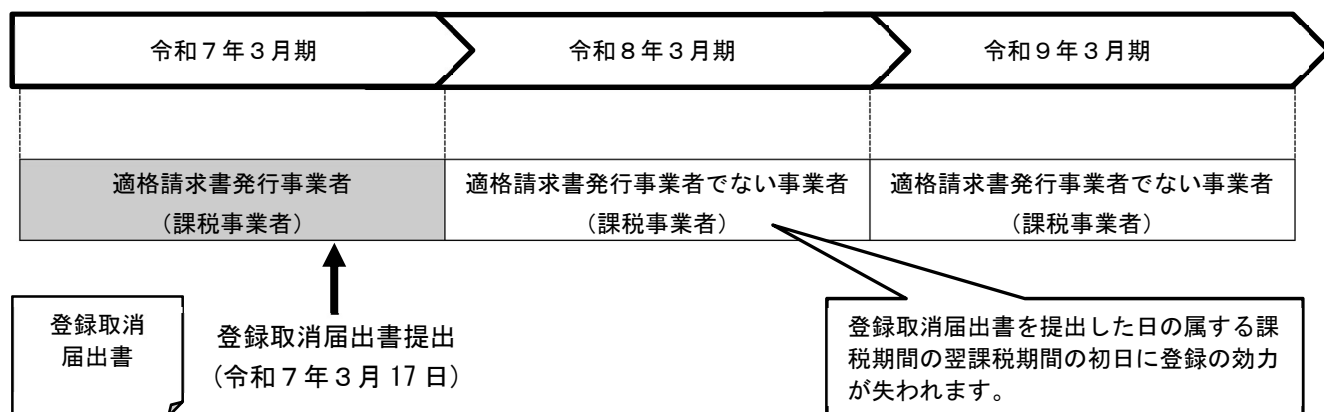 令和７年３月期
令和８年３月期
令和９年３月期
適格請求書発行事業者
（課税事業者）
適格請求書発行事業者でない事業者
（課税事業者）
適格請求書発行事業者でない事業者
（課税事業者）
登録取消
届出書
登録取消届出書提出
（令和７年３月 17 日）
登録取消届出書を提出した日の属する課
税期間の翌課税期間の初日に登録の効力
が失われます。